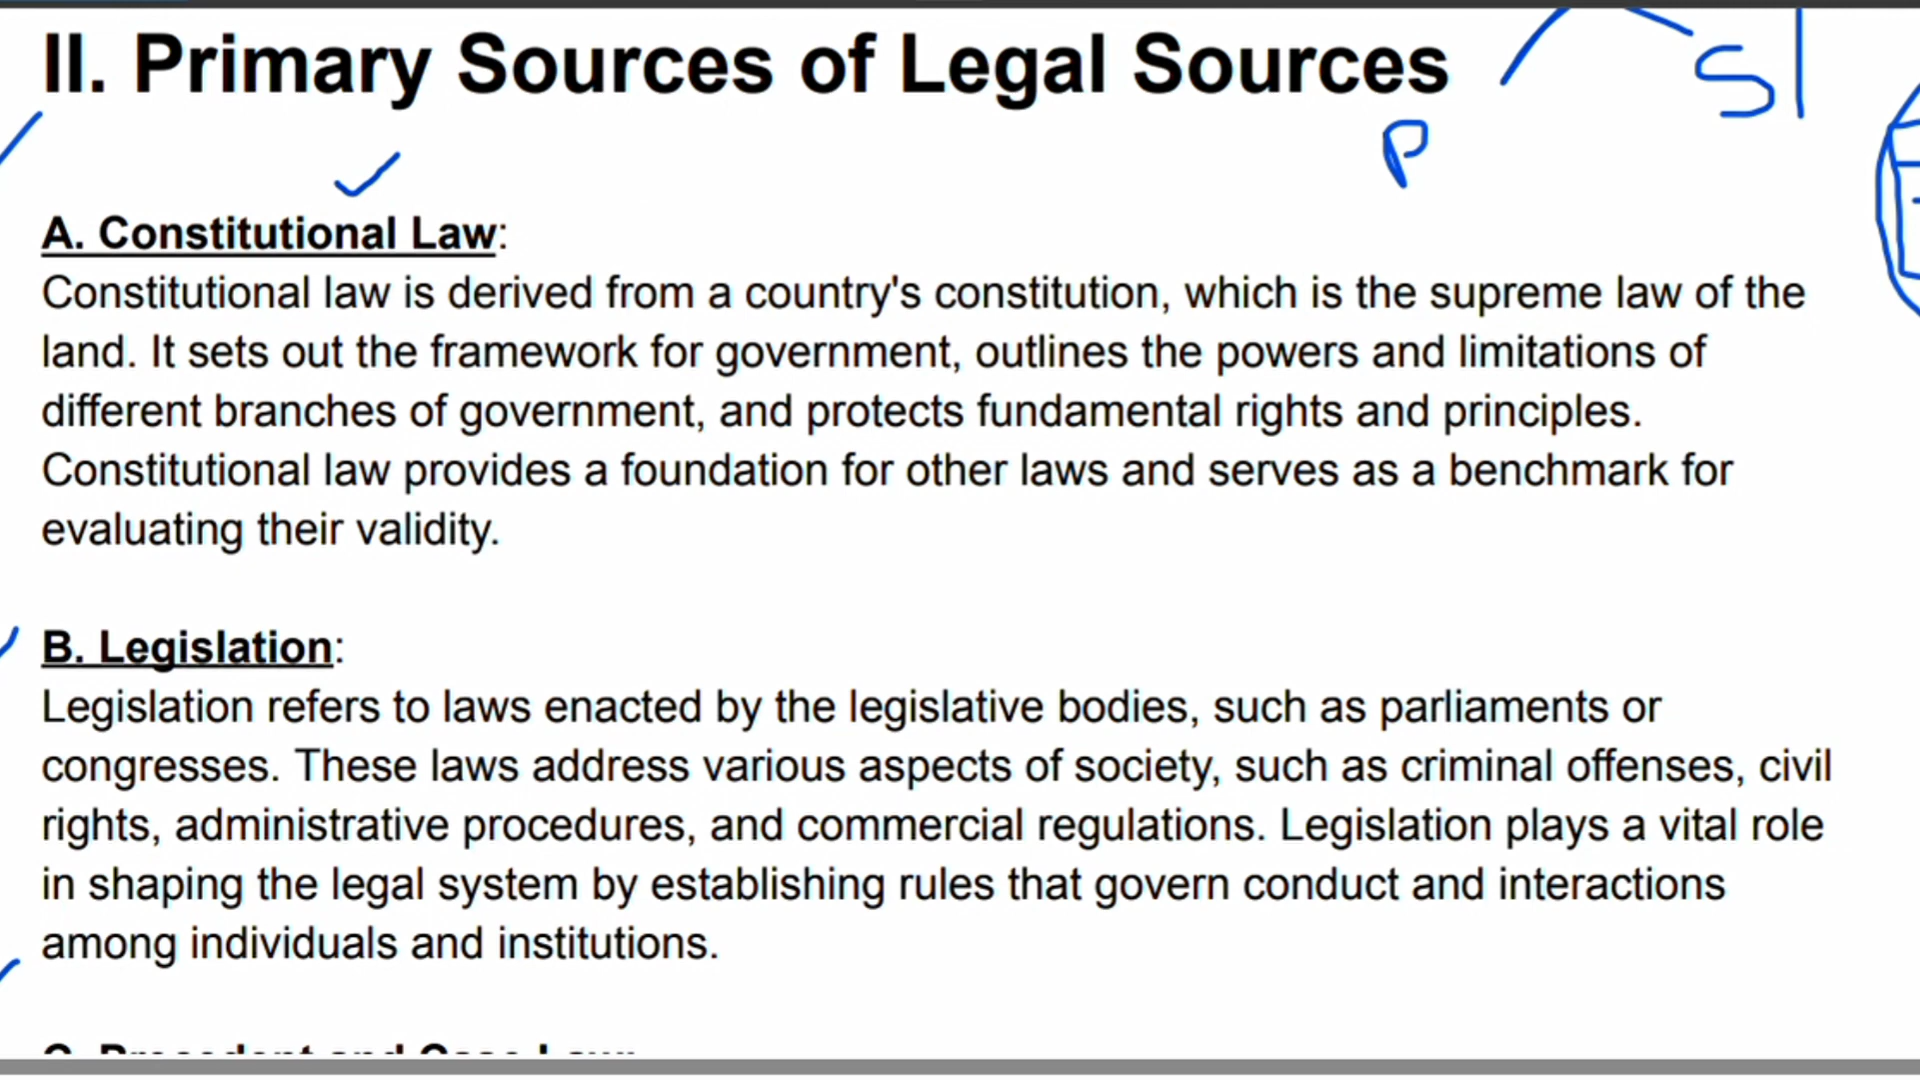 II. Primary Sources of Legal Sources
S
P
A. Constitutional Law:
Constitutional law is derived from a country's constitution, which is the supreme law of the
land. It sets out the framework for government, outlines the powers and limitations of
different branches of government, and protects fundamental rights and principles.
Constitutional law provides a foundation for other laws and serves as a benchmark for
evaluating their validity.
B. Legislation:
Legislation refers to laws enacted by the legislative bodies, such as parliaments or
congresses. These laws address various aspects of society, such as criminal offenses, civil
rights, administrative procedures, and commercial regulations. Legislation plays a vital role
in shaping the legal system by establishing rules that govern conduct and interactions
among individuals and institutions.
C. Precedent and Case Law: